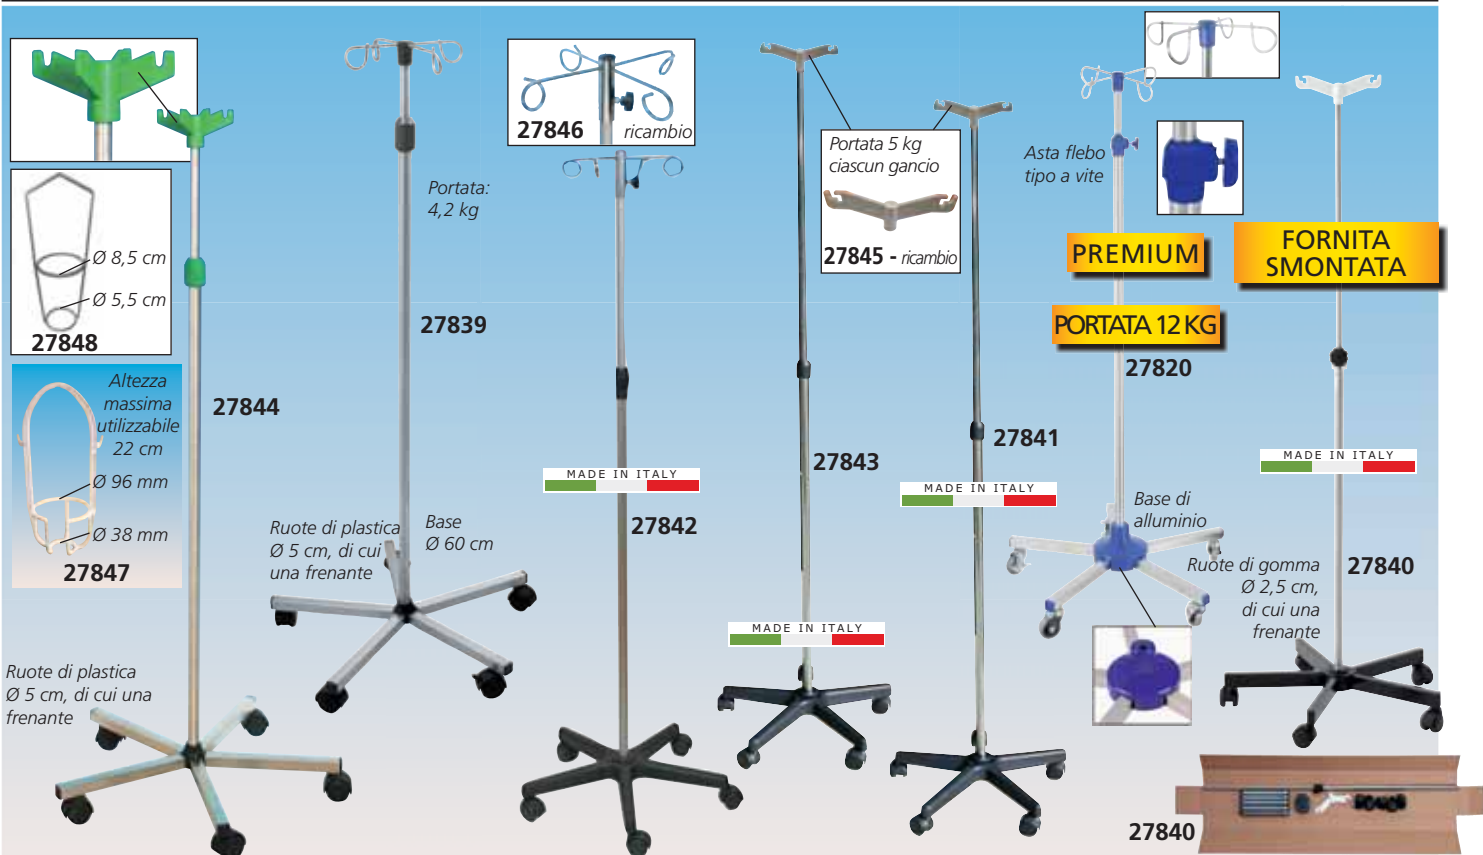 Ø 8,5 cm
Ø 5,5 cm
27848
Altezza
massima
utilizzabile
22 cm
Ø 96 mm
Ø 38 mm
27847
27844
Ruote di plastica
Ø 5 cm, di cui una
frenante
Portata:
4,2 kg
27839
Ruote di plastica
Ø 5 cm, di cui
una frenante
Base
Ø 60 cm
27846 ricambio
MADE IN ITALY
27842
Portata 5 kg
ciascun gancio
27845 - ricambio
27843
MADE IN ITALY
27841
MADE IN ITALY
Asta flebo
tipo a vite
PREMIUM
PORTATA 12 KG
27820
Base di
alluminio
FORNITA
SMONTATA
MADE IN ITALY
Ruote di gomma
Ø 2,5 cm,
di cui una
frenante
27840
27840